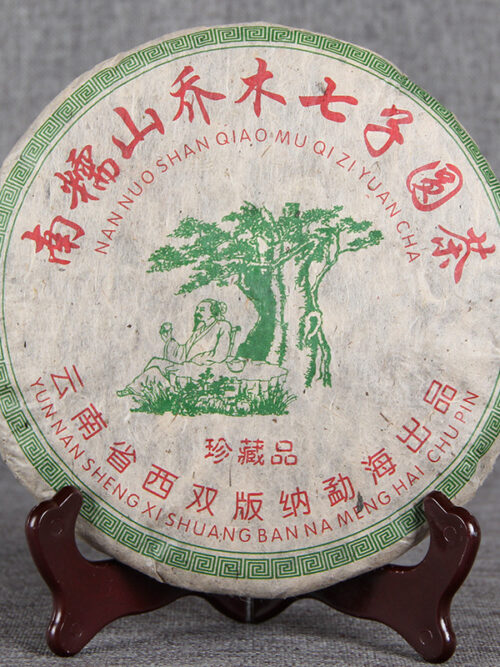 南糯山乔木七子圆茶
NAN NUO SHAN QIAO MU QI ZI YUAN CHA
珍藏品
云南省西双版纳勐海出品
YUNNAN SHENG XI SHUANG BAN NA MENG HAI CHU PIN